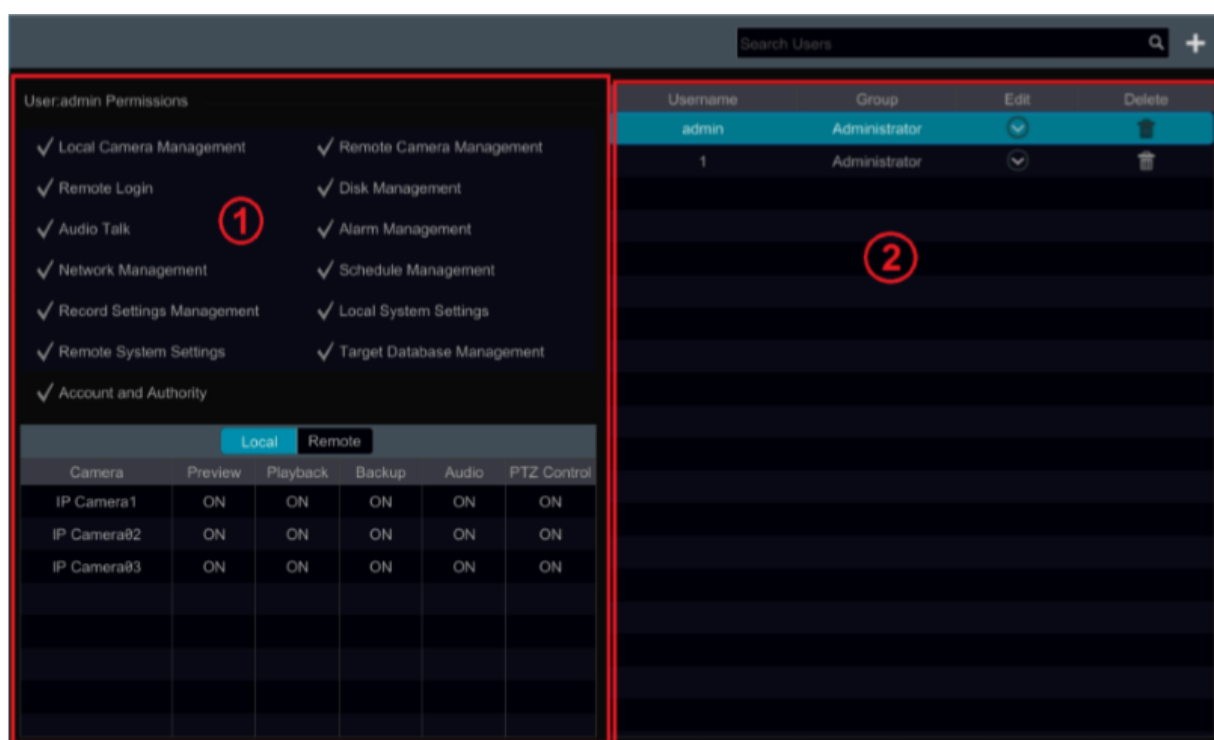 Search Users
User:admin Permissions
Local Camera Management Remote Camera Management
Remote Login Disk Management
Audio Talk Alarm Management
Network Management Schedule Management
Record Settings Management Local System Settings
Remote System Settings Target Database Management
Account and Authority
1
Local Remote
Camera Preview Playback Backup Audio PTZ Control
IP Camera1 ON ON ON ON ON
IP Camera02 ON ON ON ON ON
IP Camera03 ON ON ON ON ON
Username Group Edit Delete
admin Administrator
1 Administrator
2